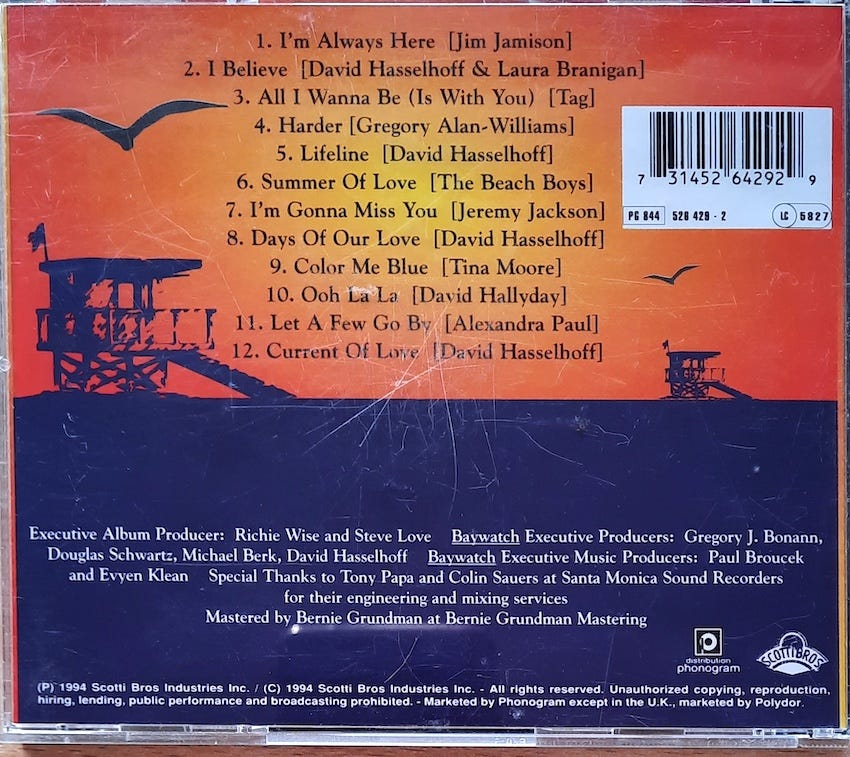 1. I'm Always Here [Jim Jamison]
2. I Believe [David Hasselhoff & Laura Branigan]
3. All I Wanna Be (Is With You) [Tag]
4. Harder [Gregory Alan-Williams]
5. Lifeline [David Hasselhoff]
6. Summer Of Love [The Beach Boys]
7. I'm Gonna Miss You [Jeremy Jackson]
8. Days Of Our Love [David Hasselhoff]
9. Color Me Blue [Tina Moore]
10. Ooh La La [David Hallyday]
11. Let A Few Go By [Alexandra Paul]
12. Current Of Love [David Hasselhoff]
7 31452 64292 9
PG 844 526 429 - 2 LC 5827
Executive Album Producer: Richie Wise and Steve Love Baywatch Executive Producers: Gregory J. Bonann,
Douglas Schwartz, Michael Berk, David Hasselhoff Baywatch Executive Music Producers: Paul Broucek
and Evyen Klean Special Thanks to Tony Papa and Colin Sauers at Santa Monica Sound Recorders
for their engineering and mixing services
Mastered by Bernie Grundman at Bernie Grundman Mastering
distribution
phonogram
SCOTTI BROS
(P) 1994 Scotti Bros Industries Inc. / (C) 1994 Scotti Bros Industries Inc. - All rights reserved. Unauthorized copying, reproduction,
hiring, lending, public performance and broadcasting prohibited. - Marketed by Phonogram except in the U.K., marketed by Polydor.